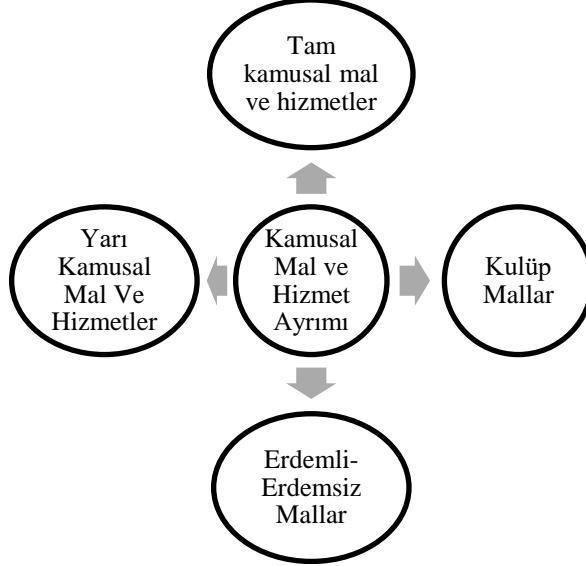 Tam
kamusal mal
ve hizmetler
Yarı
Kamusal
Mal Ve
Hizmetler
Kamusal
Mal ve
Hizmet
Ayrımı
Kulüp
Mallar
Erdemli-
Erdemsiz
Mallar